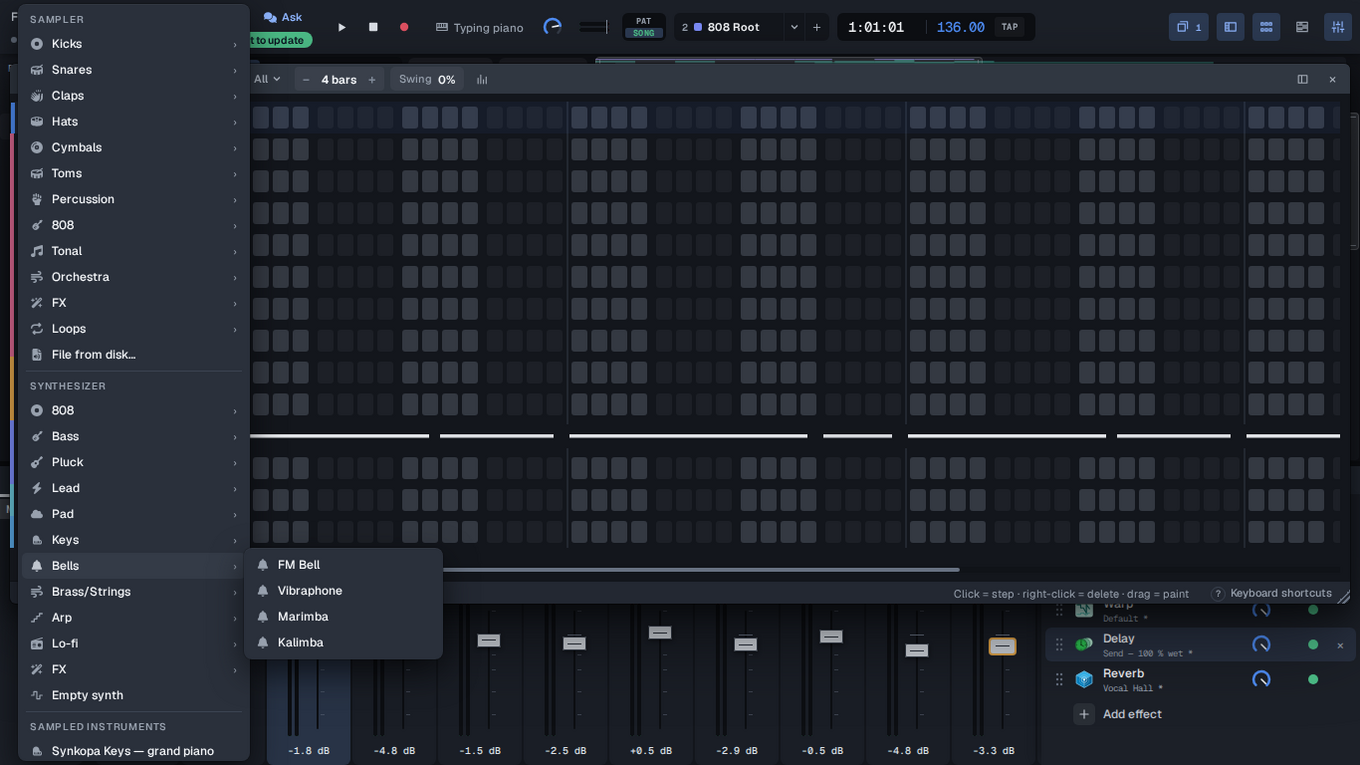 SAMPLER
Kicks
Snares
Claps
Hats
Cymbals
Toms
Percussion
808
Tonal
Orchestra
FX
Loops
File from disk...
SYNTHESIZER
808
Bass
Pluck
Lead
Pad
Keys
Bells
Brass/Strings
Arp
Lo-fi
FX
Empty synth
SAMPLED INSTRUMENTS
Synkopa Keys — grand piano
FM Bell
Vibraphone
Marimba
Kalimba
Ask
t to update
Typing piano
PAT
SONG
2 808 Root
1:01:01 136.00 TAP
1
All − 4 bars + Swing 0%
Click = step · right-click = delete · drag = paint ? Keyboard shortcuts
Warp
Default *
Delay
Send — 100 % wet *
Reverb
Vocal Hall *
Add effect
-1.8 dB -4.8 dB -1.5 dB -2.5 dB +0.5 dB -2.9 dB -0.5 dB -4.8 dB -3.3 dB